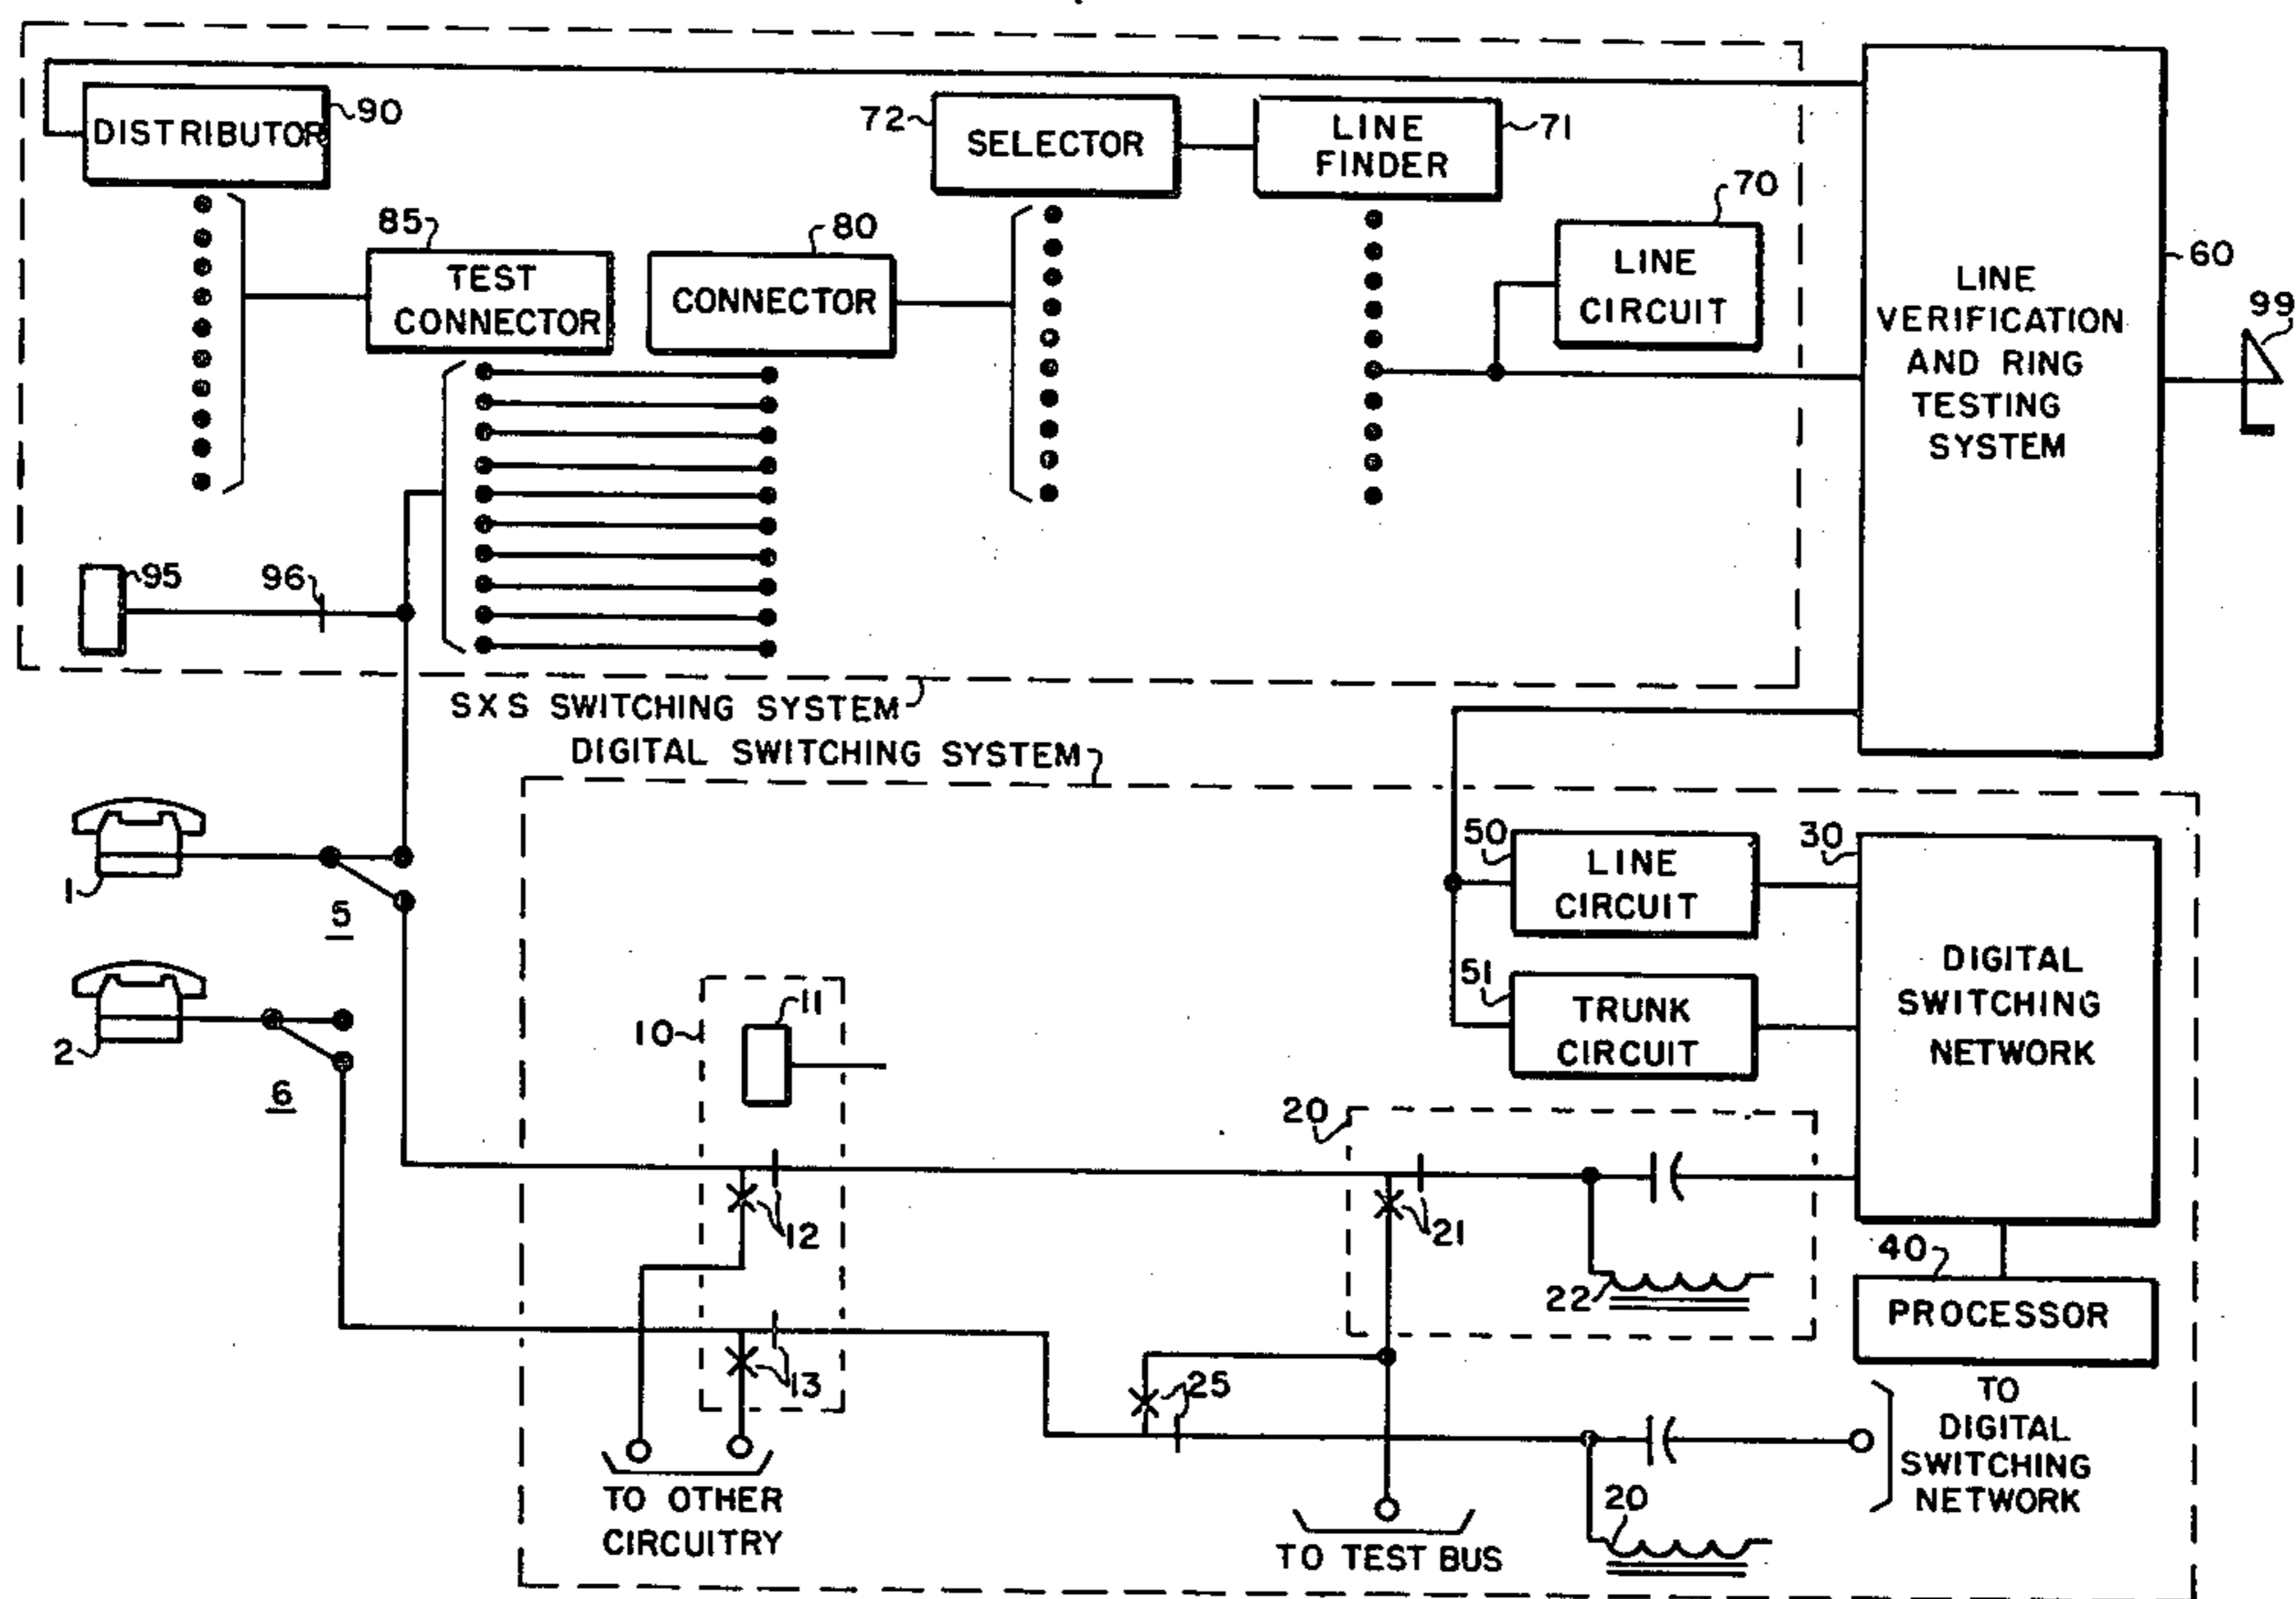 DISTRIBUTOR
90
72
SELECTOR
LINE
FINDER
71
70
LINE
CIRCUIT
85
TEST
CONNECTOR
80
CONNECTOR
60
LINE
VERIFICATION
AND RING
TESTING
SYSTEM
99
95
96
SXS SWITCHING SYSTEM
DIGITAL SWITCHING SYSTEM
1
5
50
LINE
CIRCUIT
30
2
6
10
11
51
TRUNK
CIRCUIT
DIGITAL
SWITCHING
NETWORK
20
12
21
22
40
PROCESSOR
13
25
TO
DIGITAL
SWITCHING
NETWORK
TO OTHER
CIRCUITRY
TO TEST BUS
20